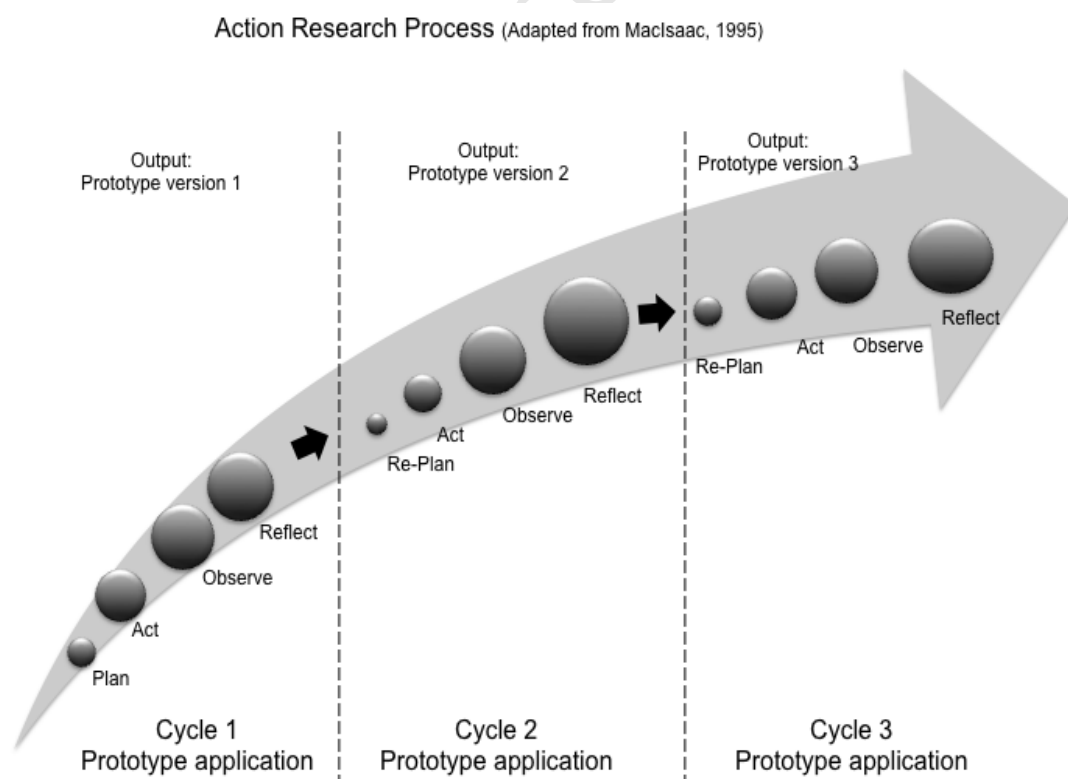 Action Research Process (Adapted from MacIsaac, 1995)
Output:
Prototype version 1
Output:
Prototype version 2
Output:
Prototype version 3
Plan
Act
Observe
Reflect
Re-Plan
Act
Observe
Reflect
Re-Plan
Act
Observe
Reflect
Cycle 1
Prototype application
Cycle 2
Prototype application
Cycle 3
Prototype application